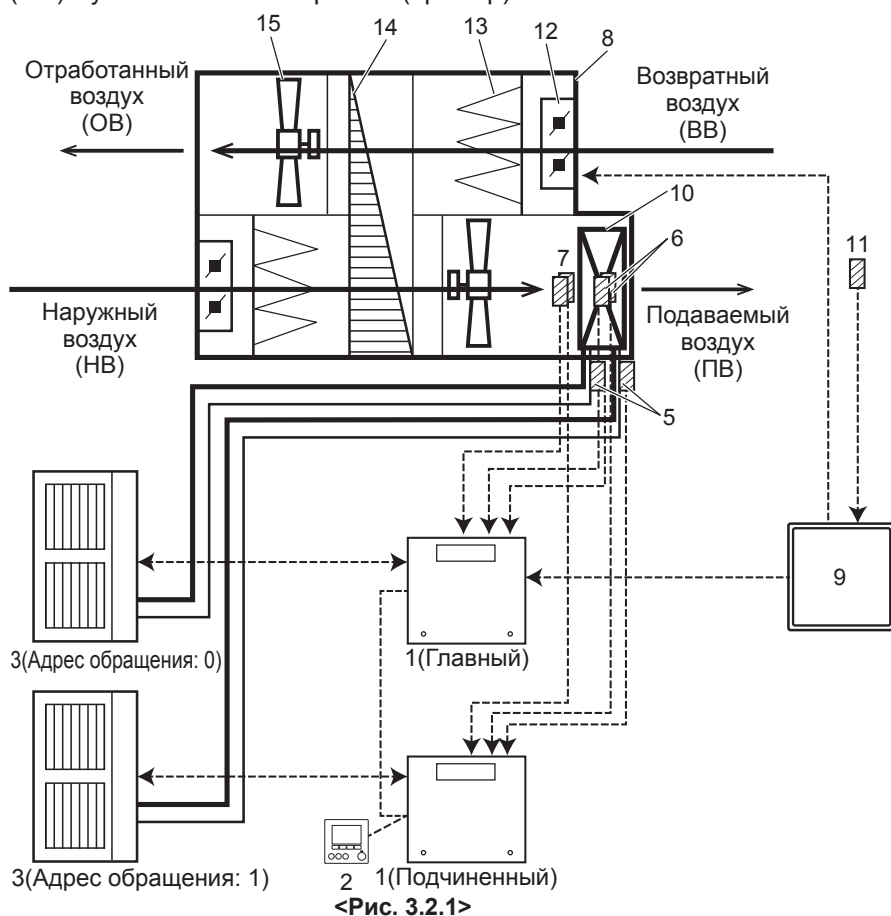 15
14
13
12
8
Отработанный
воздух
(ОВ)
Возвратный
воздух
(ВВ)
10
6
7
11
Наружный
воздух
(НВ)
Подаваемый
воздух
(ПВ)
5
9
3(Адрес обращения: 0)
1(Главный)
3(Адрес обращения: 1)
2
1(Подчиненный)
<Рис. 3.2.1>